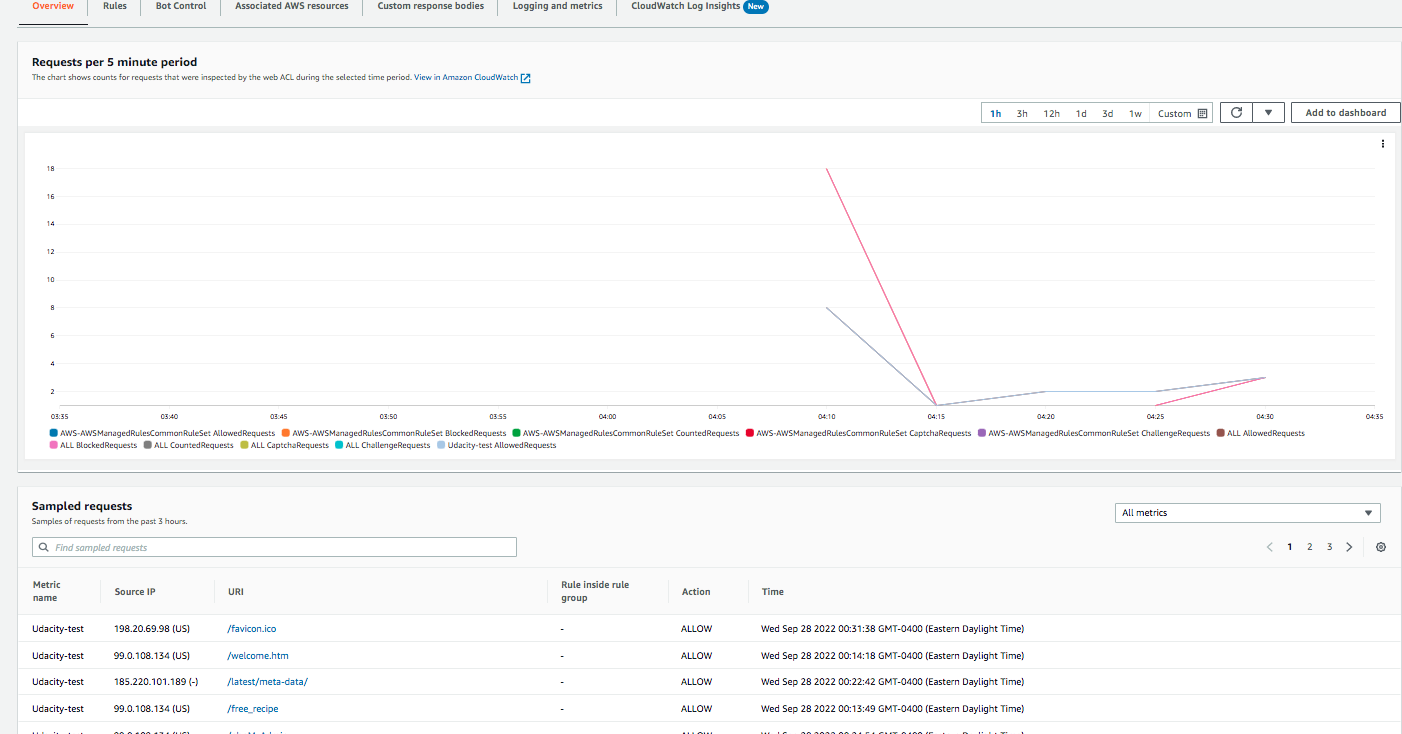 Overview Rules Bot Control Associated AWS resources Custom response bodies Logging and metrics CloudWatch Log Insights New
Requests per 5 minute period
The chart shows counts for requests that were inspected by the web ACL during the selected time period. View in Amazon CloudWatch
1h 3h 12h 1d 3d 1w Custom Add to dashboard
18
16
14
12
10
8
6
4
2
03:35 03:40 03:45 03:50 03:55 04:00 04:05 04:10 04:15 04:20 04:25 04:30 04:35
AWS-AWSManagedRulesCommonRuleSet AllowedRequests AWS-AWSManagedRulesCommonRuleSet BlockedRequests AWS-AWSManagedRulesCommonRuleSet CountedRequests AWS-AWSManagedRulesCommonRuleSet CaptchaRequests AWS-AWSManagedRulesCommonRuleSet ChallengeRequests ALL AllowedRequests
ALL BlockedRequests ALL CountedRequests ALL CaptchaRequests ALL ChallengeRequests Udacity-test AllowedRequests
Sampled requests
Samples of requests from the past 3 hours.
All metrics
Find sampled requests
1 2 3
Metric name Source IP URI Rule inside rule group Action Time
Udacity-test 198.20.69.98 (US) /favicon.ico - ALLOW Wed Sep 28 2022 00:31:38 GMT-0400 (Eastern Daylight Time)
Udacity-test 99.0.108.134 (US) /welcome.htm - ALLOW Wed Sep 28 2022 00:14:18 GMT-0400 (Eastern Daylight Time)
Udacity-test 185.220.101.189 (-) /latest/meta-data/ - ALLOW Wed Sep 28 2022 00:22:42 GMT-0400 (Eastern Daylight Time)
Udacity-test 99.0.108.134 (US) /free_recipe - ALLOW Wed Sep 28 2022 00:13:49 GMT-0400 (Eastern Daylight Time)